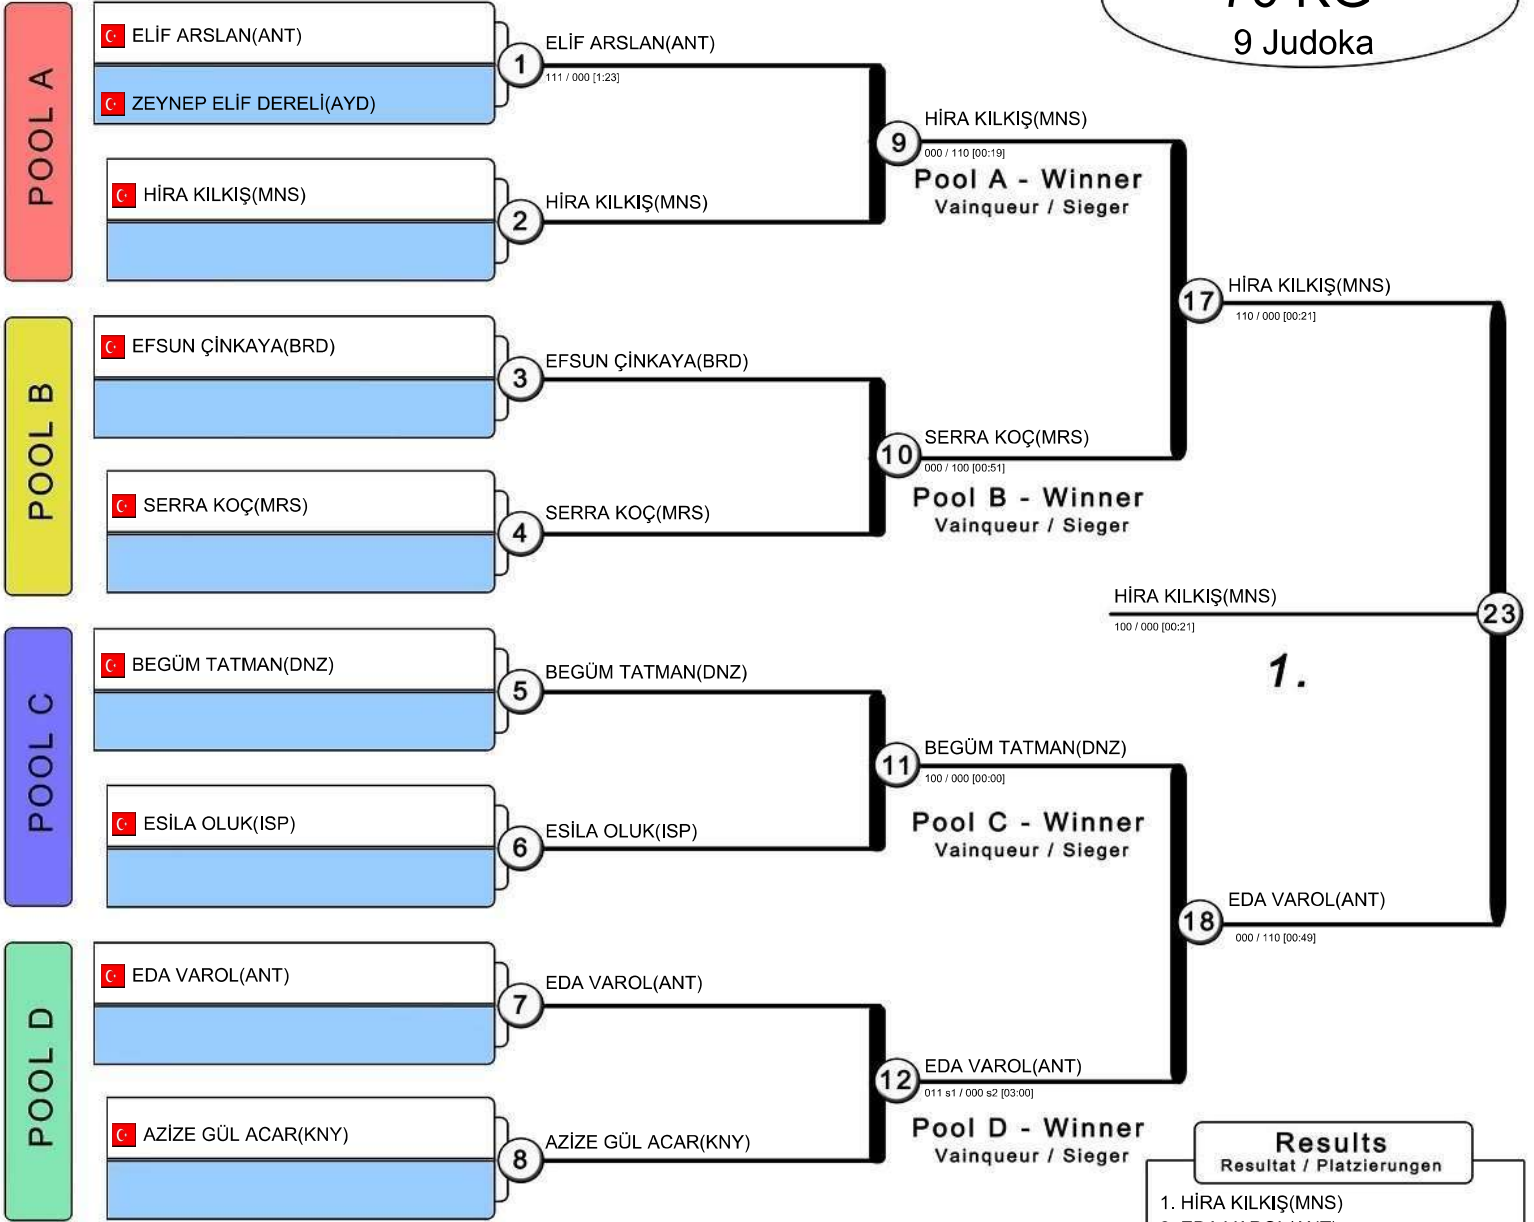 70 KG
9 Judoka
POOL A
ELİF ARSLAN(ANT)
ZEYNEP ELİF DERELİ(AYD)
1
ELİF ARSLAN(ANT)
111 / 000 [1:23]
HİRA KILKIŞ(MNS)
2
HİRA KILKIŞ(MNS)
9
HİRA KILKIŞ(MNS)
000 / 110 [00:19]
Pool A - Winner
Vainqueur / Sieger
POOL B
EFSUN ÇİNKAYA(BRD)
3
EFSUN ÇİNKAYA(BRD)
SERRA KOÇ(MRS)
4
SERRA KOÇ(MRS)
10
SERRA KOÇ(MRS)
000 / 100 [00:51]
Pool B - Winner
Vainqueur / Sieger
17
HİRA KILKIŞ(MNS)
110 / 000 [00:21]
POOL C
BEGÜM TATMAN(DNZ)
5
BEGÜM TATMAN(DNZ)
ESİLA OLUK(ISP)
6
ESİLA OLUK(ISP)
11
BEGÜM TATMAN(DNZ)
100 / 000 [00:00]
Pool C - Winner
Vainqueur / Sieger
POOL D
EDA VAROL(ANT)
7
EDA VAROL(ANT)
AZİZE GÜL ACAR(KNY)
8
AZİZE GÜL ACAR(KNY)
12
EDA VAROL(ANT)
011 s1 / 000 s2 [03:00]
Pool D - Winner
Vainqueur / Sieger
18
EDA VAROL(ANT)
000 / 110 [00:49]
HİRA KILKIŞ(MNS)
100 / 000 [00:21]
23
1.
Results
Resultat / Platzierungen
1. HİRA KILKIŞ(MNS)
2. EDA VAROL(ANT)